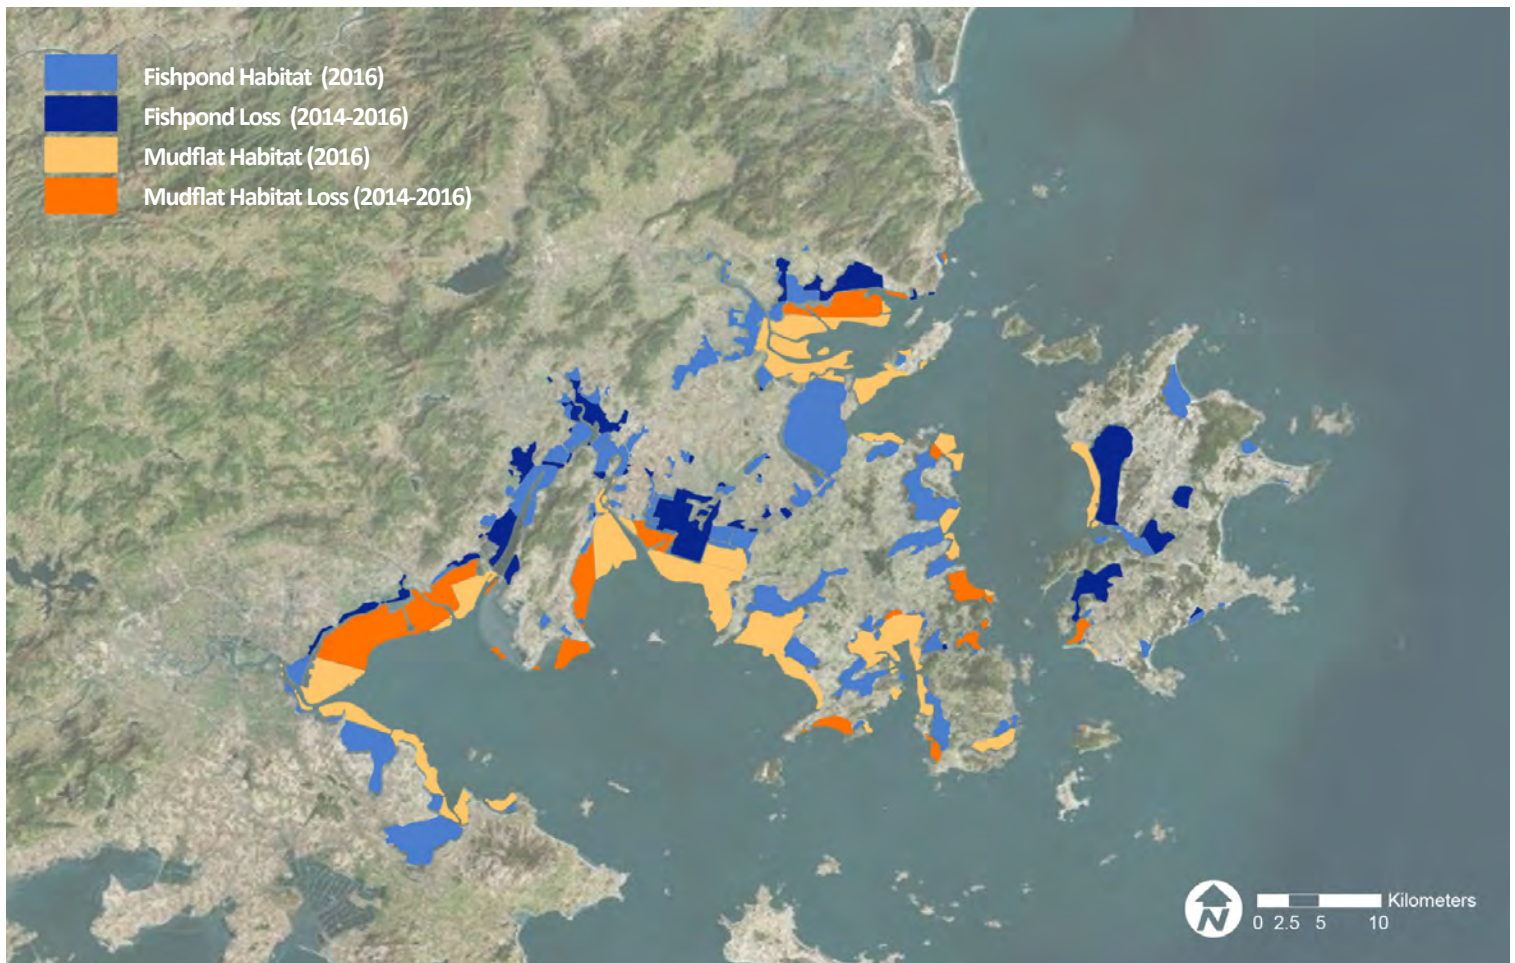 Fishpond Habitat (2016)
Fishpond Loss (2014-2016)
Mudflat Habitat (2016)
Mudflat Habitat Loss (2014-2016)
N
Kilometers
0 2.5 5 10